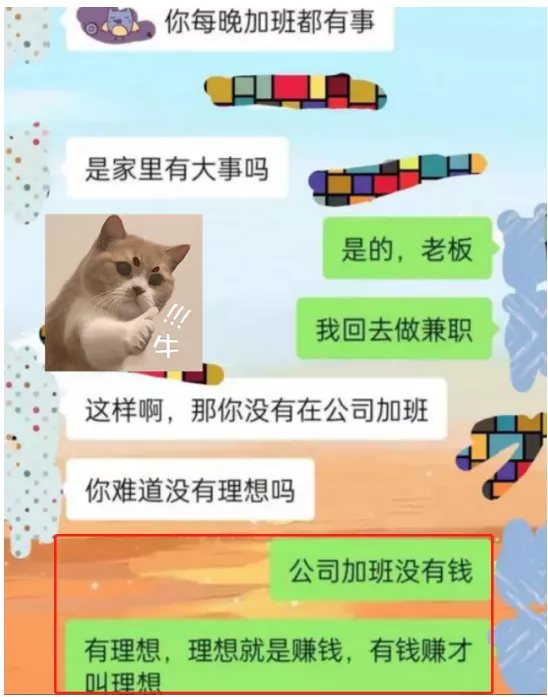 你每晚加班都有事
是家里有大事吗
是的，老板
我回去做兼职
!!!
牛
这样啊，那你没有在公司加班
你难道没有理想吗
公司加班没有钱
有理想，理想就是赚钱，有钱赚才
叫理想